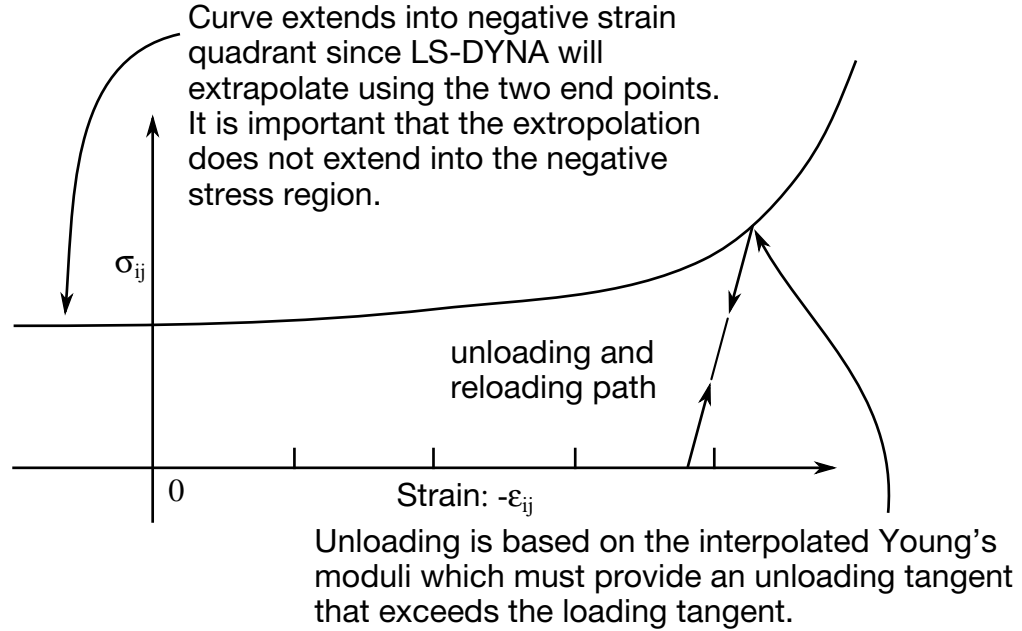 Curve extends into negative strain
quadrant since LS-DYNA will
extrapolate using the two end points.
It is important that the extropolation
does not extend into the negative
stress region.
σij
unloading and
reloading path
0
Strain: -εij
Unloading is based on the interpolated Young's
moduli which must provide an unloading tangent
that exceeds the loading tangent.